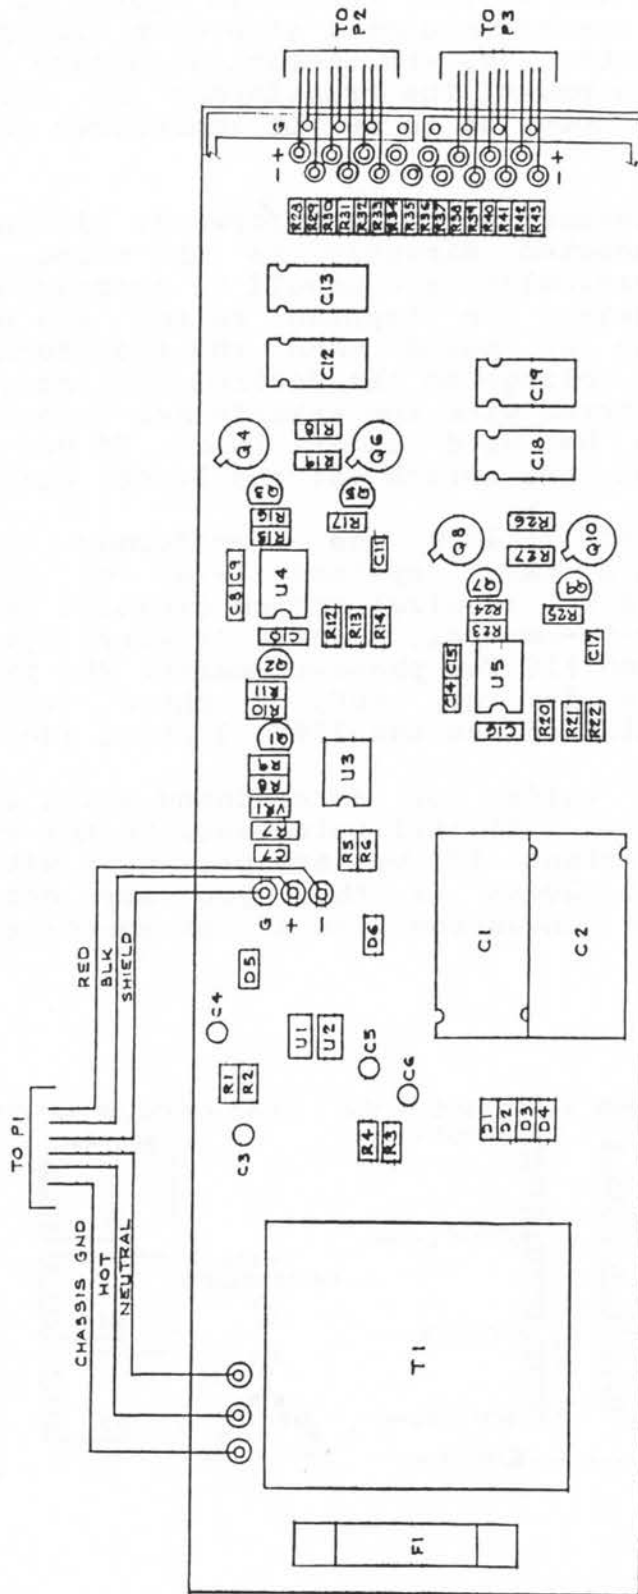 TO P2
TO P3
G
- +
- +
R28
R29
R30
R31
R32
R33
R34
R35
R36
R37
R38
R39
R40
R41
R42
R43
C13
C12
C19
C18
Q4
R18
R19
Q6
Q3
R16
R15
Q5
R17
C11
C8 C9
U4
C10
R12
R13
R14
Q2
R11
R10
Q1
R9
R8
VR1
R7
C7
U3
R5
R6
Q8
R26
R27
Q10
Q7
R24
R23
Q9
R25
C17
C14 C15
U5
C16
R20
R21
R22
G
+
-
RED
BLK
SHIELD
D5
D6
C4
U1
U2
C5
C6
R1
R2
C3
R4
R3
C1
C2
D1
D2
D3
D4
TO P1
CHASSIS GND
HOT
NEUTRAL
T1
F1